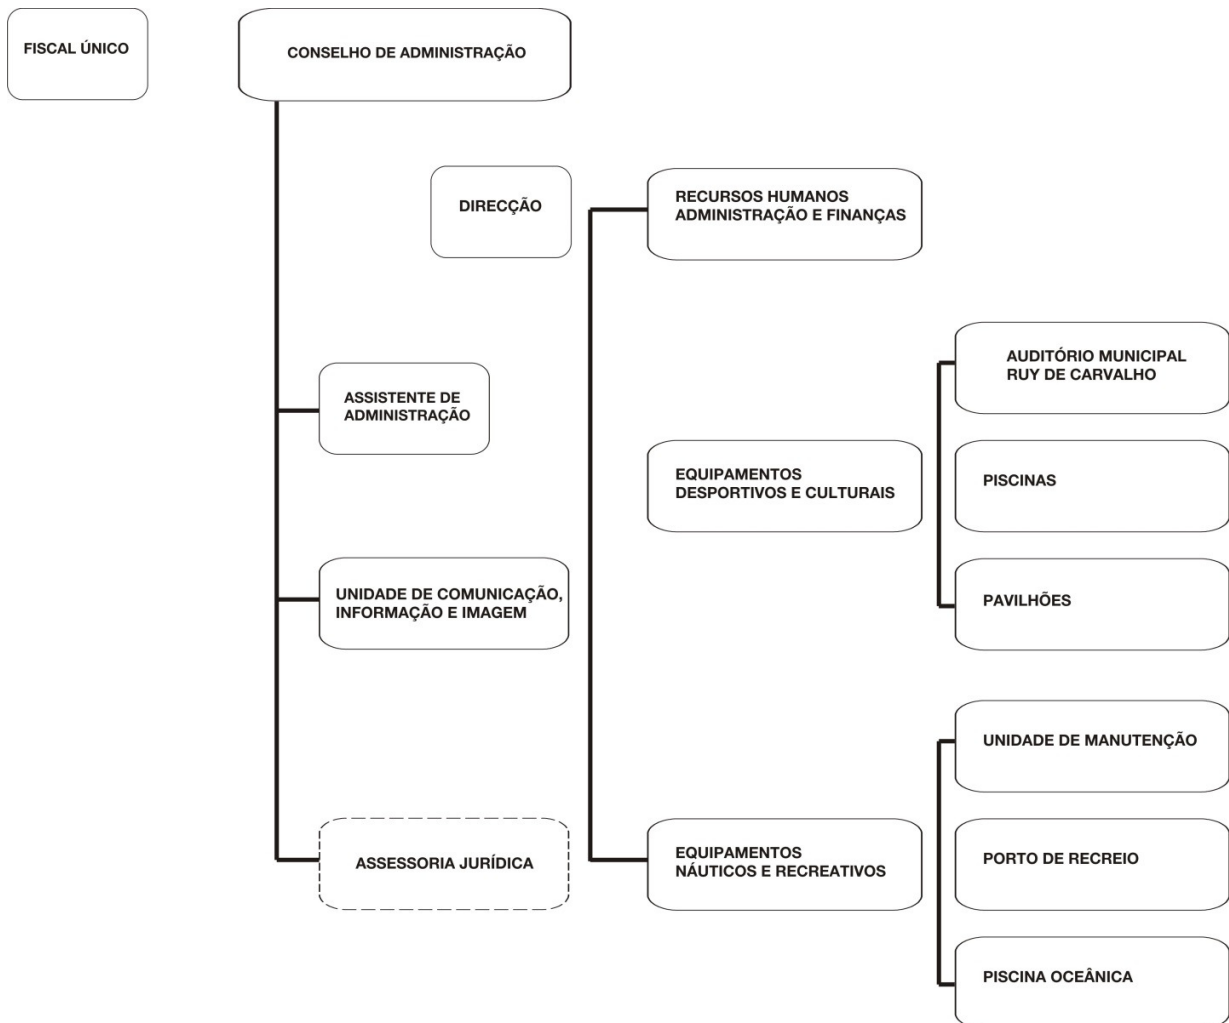 FISCAL ÚNICO
CONSELHO DE ADMINISTRAÇÃO
DIRECÇÃO
RECURSOS HUMANOS
ADMINISTRAÇÃO E FINANÇAS
ASSISTENTE DE
ADMINISTRAÇÃO
AUDITÓRIO MUNICIPAL
RUY DE CARVALHO
EQUIPAMENTOS
DESPORTIVOS E CULTURAIS
PISCINAS
UNIDADE DE COMUNICAÇÃO,
INFORMAÇÃO E IMAGEM
PAVILHÕES
UNIDADE DE MANUTENÇÃO
ASSESSORIA JURÍDICA
EQUIPAMENTOS
NÁUTICOS E RECREATIVOS
PORTO DE RECREIO
PISCINA OCEÂNICA